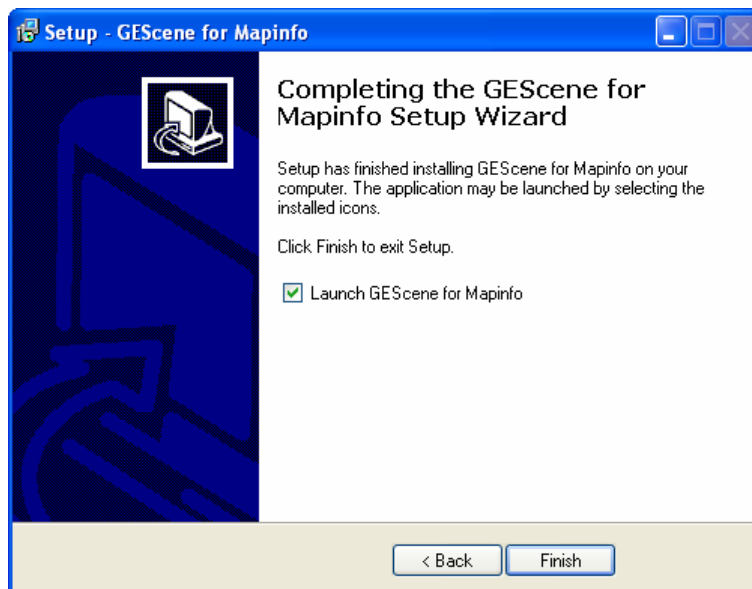 Setup - GEScene for Mapinfo
Completing the GEScene for
Mapinfo Setup Wizard
Setup has finished installing GEScene for Mapinfo on your
computer. The application may be launched by selecting the
installed icons.
Click Finish to exit Setup.
Launch GEScene for Mapinfo
< Back
Finish